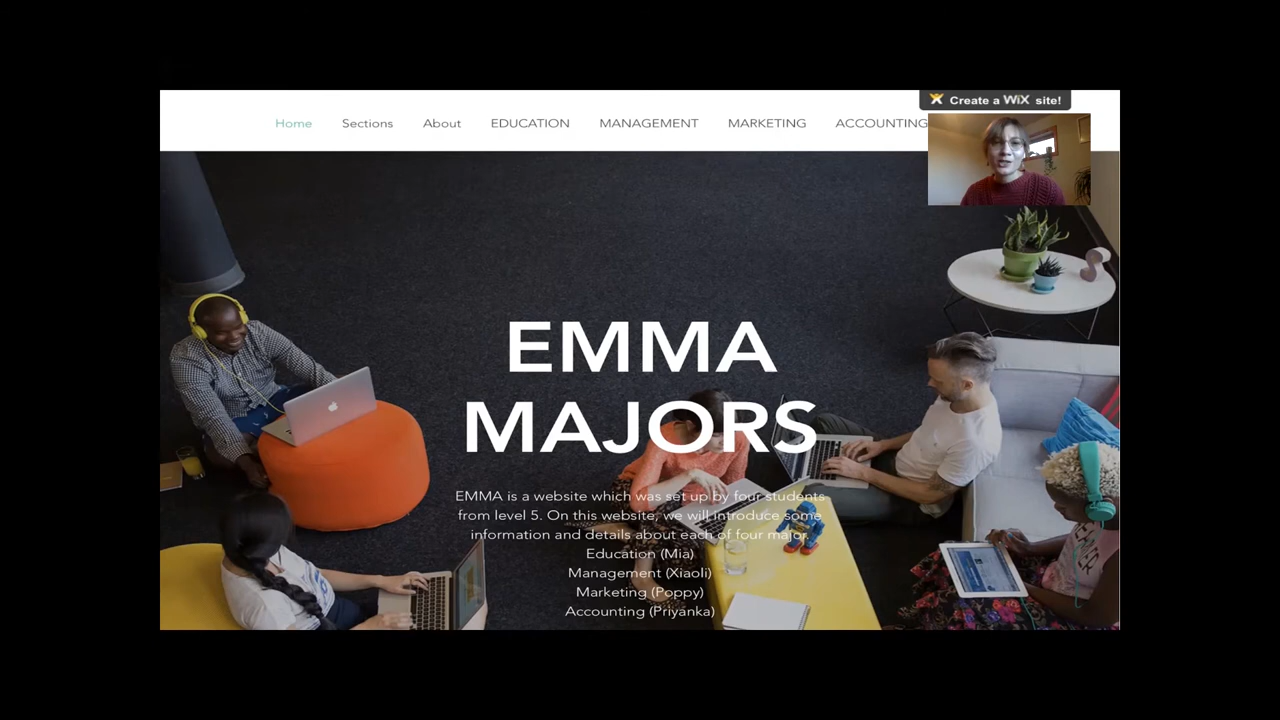 Create a WiX site!
Home Sections About EDUCATION MANAGEMENT MARKETING ACCOUNTING
EMMA
MAJORS
EMMA is a website which was set up by four students
from level 5. On this website, we will introduce some
information and details about each of four major.
Education (Mia)
Management (Xiaoli)
Marketing (Poppy)
Accounting (Priyanka)